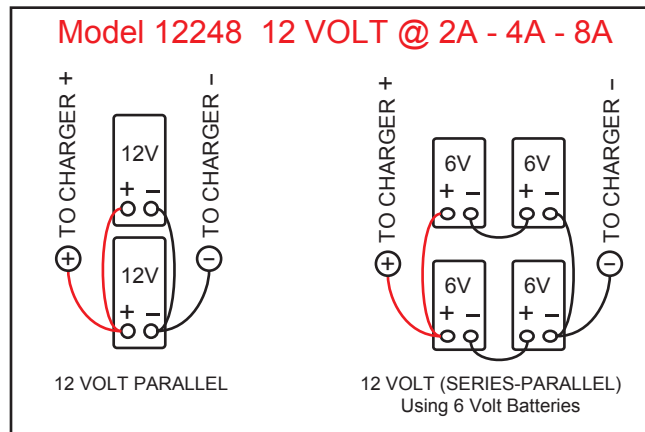 Model 12248 12 VOLT @ 2A - 4A - 8A
TO CHARGER +
TO CHARGER -
12V
+ -
12V
+ -
+
-
12 VOLT PARALLEL
TO CHARGER +
TO CHARGER -
6V
+ -
6V
+ -
6V
+ -
6V
+ -
+
-
12 VOLT (SERIES-PARALLEL)
Using 6 Volt Batteries